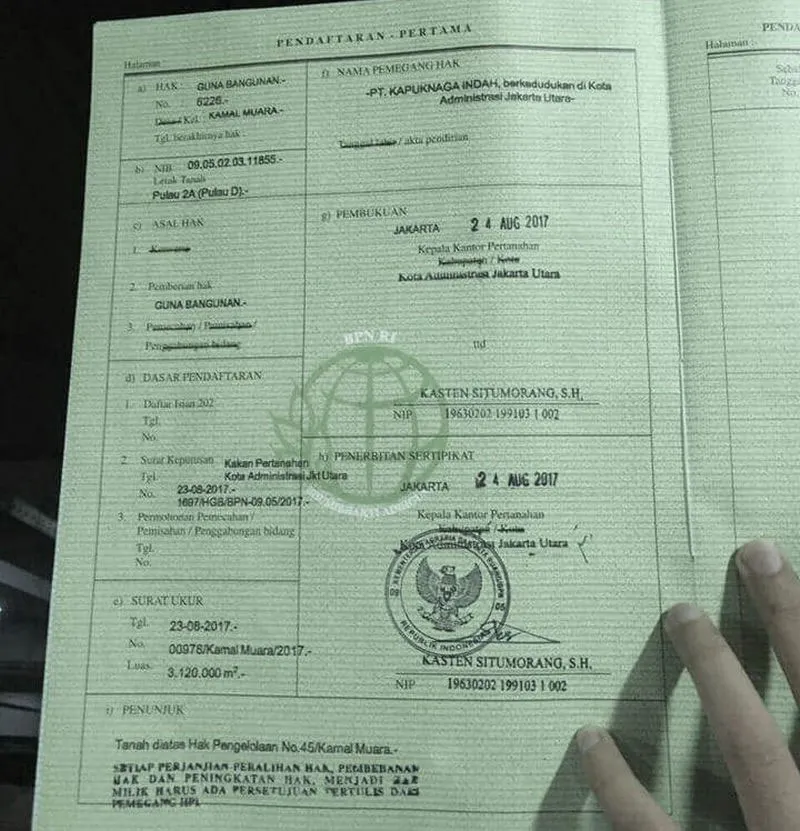 PENDAFTARAN - PERTAMA
Halaman
a) HAK : GUNA BANGUNAN.-
No. 6226.-
Desa / Kel. KAMAL MUARA.-
Tgl. berakhirnya hak :
b) NIB 09.05.02.03.11855.-
Letak Tanah
Pulau 2A (Pulau D).-
c) ASAL HAK
1. Konversi
2. Pemberian hak
GUNA BANGUNAN.-
3. Pemecahan / Pemisahan /
Penggabungan bidang
d) DASAR PENDAFTARAN
1. Daftar Isian 202
Tgl.
No.
2. Surat Keputusan Kakan Pertanahan
Tgl. Kota Administrasi Jkt Utara
No. 23-08-2017.-
1697/HGB/BPN-09.05/2017.-
3. Permohonan Pemecahan /
Pemisahan / Penggabungan bidang
Tgl.
No.
e) SURAT UKUR
Tgl. 23-08-2017.-
No. 00978/Kamal Muara/2017.-
Luas. 3.120.000 m².-
f) NAMA PEMEGANG HAK
-PT. KAPUKNAGA INDAH, berkedudukan di Kota
Administrasi Jakarta Utara-
Tanggal lahir / akta pendirian
g) PEMBUKUAN
JAKARTA 24 AUG 2017
Kepala Kantor Pertanahan
Kabupaten / Kota
Kota Administrasi Jakarta Utara
ttd
KASTEN SITUMORANG, S.H.
NIP 19630202 199103 1 002
h) PENERBITAN SERTIPIKAT
JAKARTA 24 AUG 2017
Kepala Kantor Pertanahan
Kabupaten / Kota
Kota Administrasi Jakarta Utara
KASTEN SITUMORANG, S.H.
NIP 19630202 199103 1 002
i) PENUNJUK
Tanah diatas Hak Pengelolaan No.45/Kamal Muara.-
SETIAP PERJANJIAN PERALIHAN HAK, PEMBEBANAN
HAK DAN PENINGKATAN HAK, MENJADI HAK
MILIK HARUS ADA PERSETUJUAN TERTULIS DARI
PEMEGANG HPL
BPN RI
REPUBLIK INDONESIA
09
05
PENDA
Halaman :
Seba
Tangg
No.